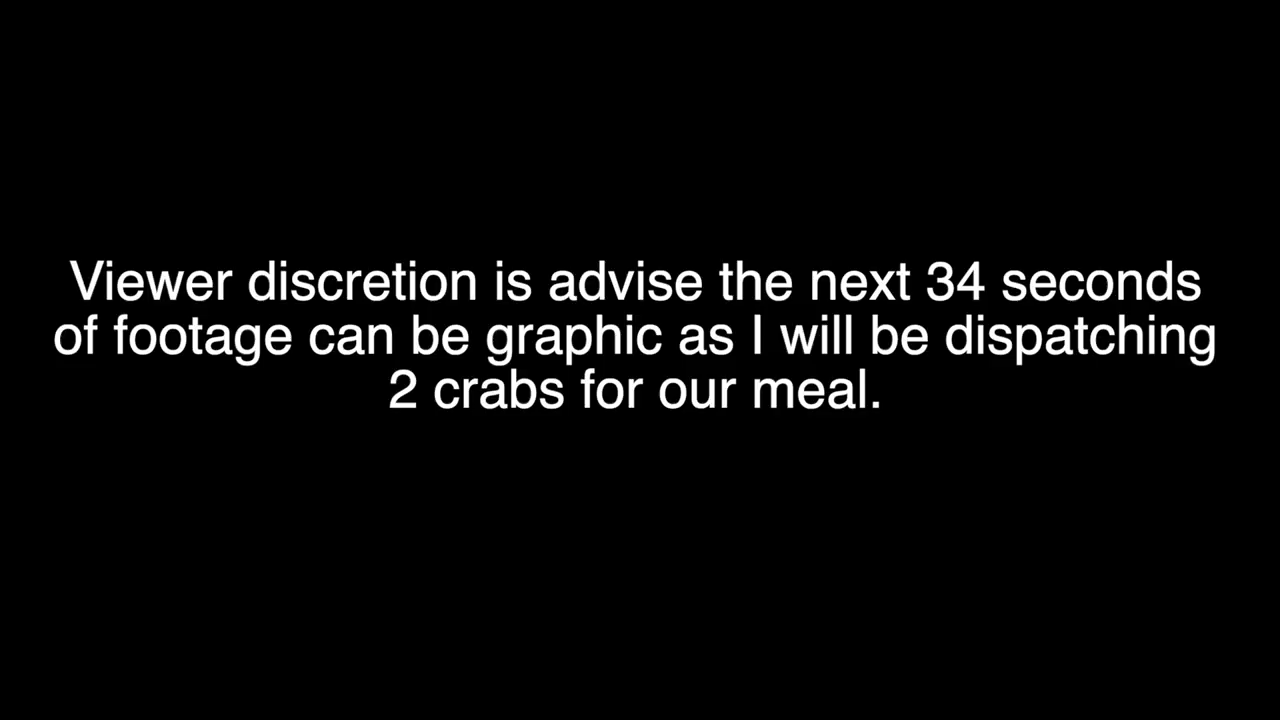 Viewer discretion is advise the next 34 seconds
of footage can be graphic as I will be dispatching
2 crabs for our meal.